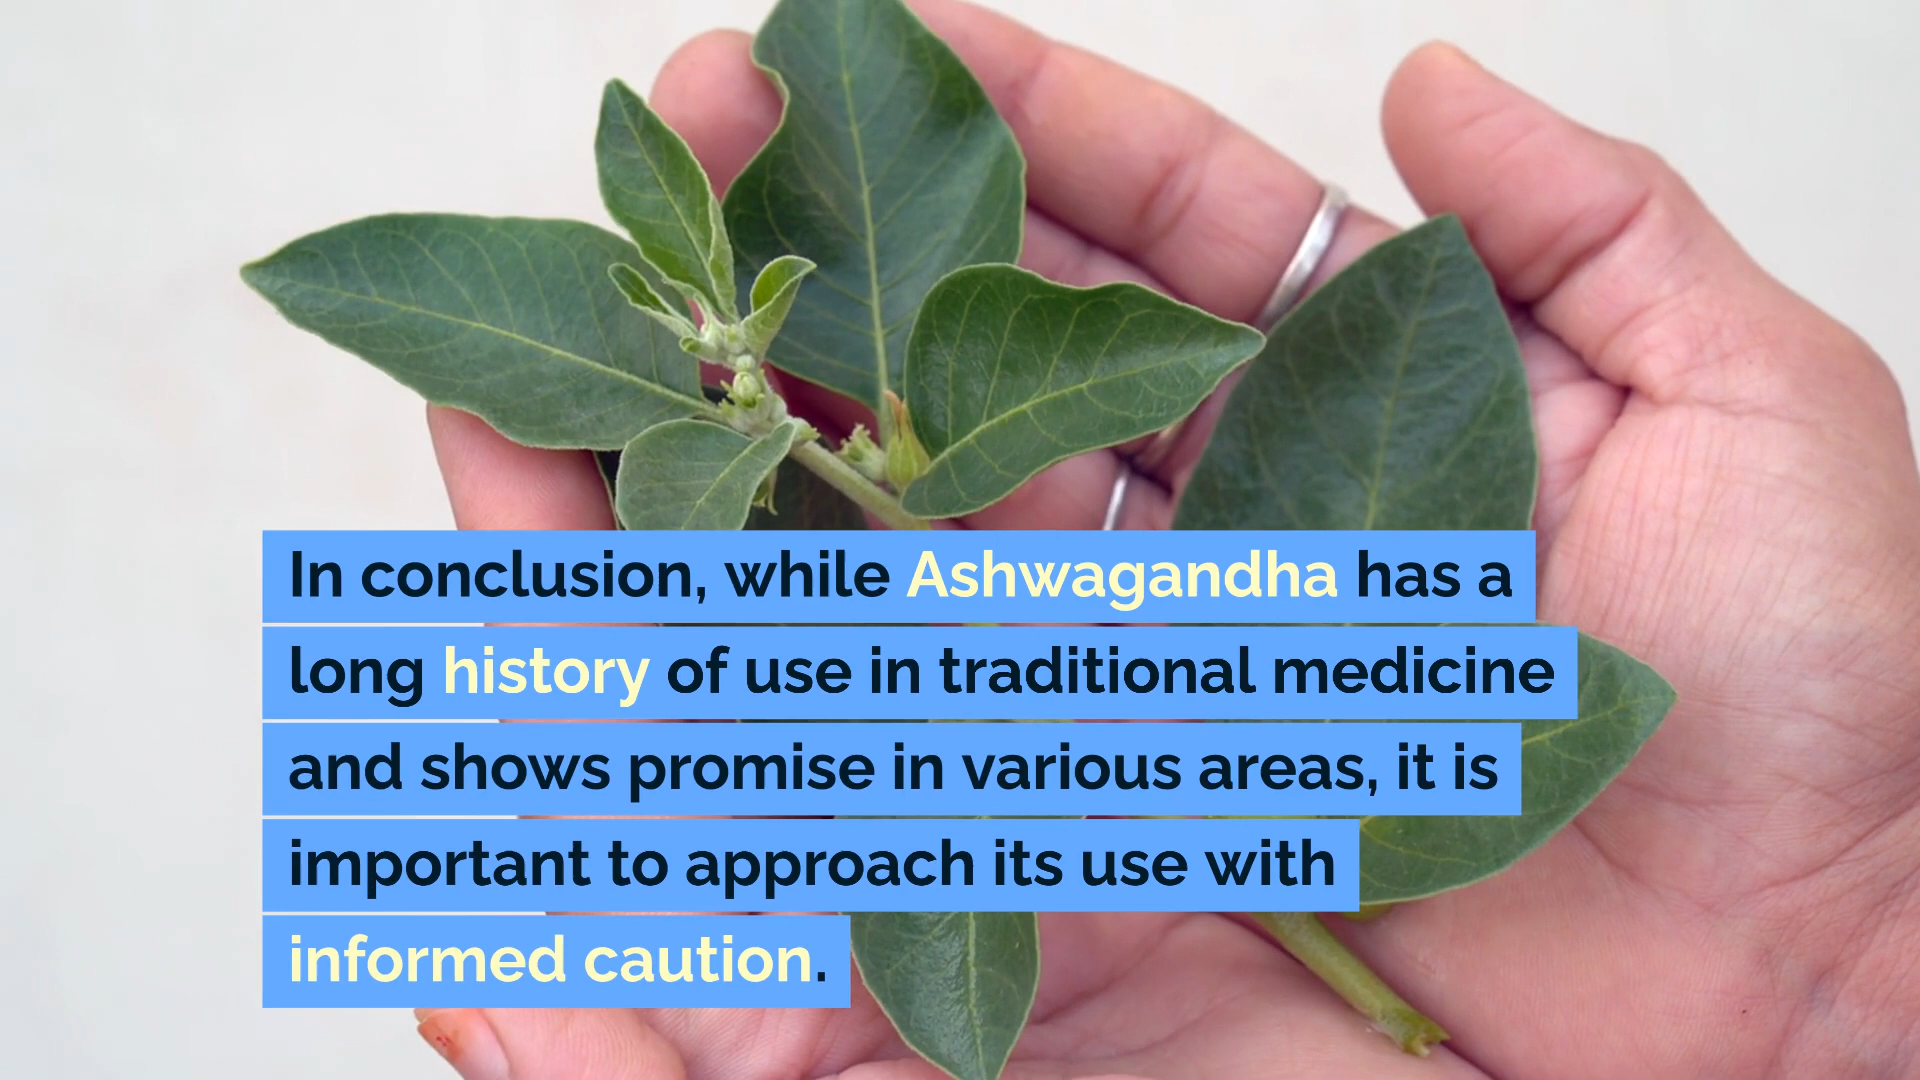 In conclusion, while Ashwagandha has a
long history of use in traditional medicine
and shows promise in various areas, it is
important to approach its use with
informed caution.